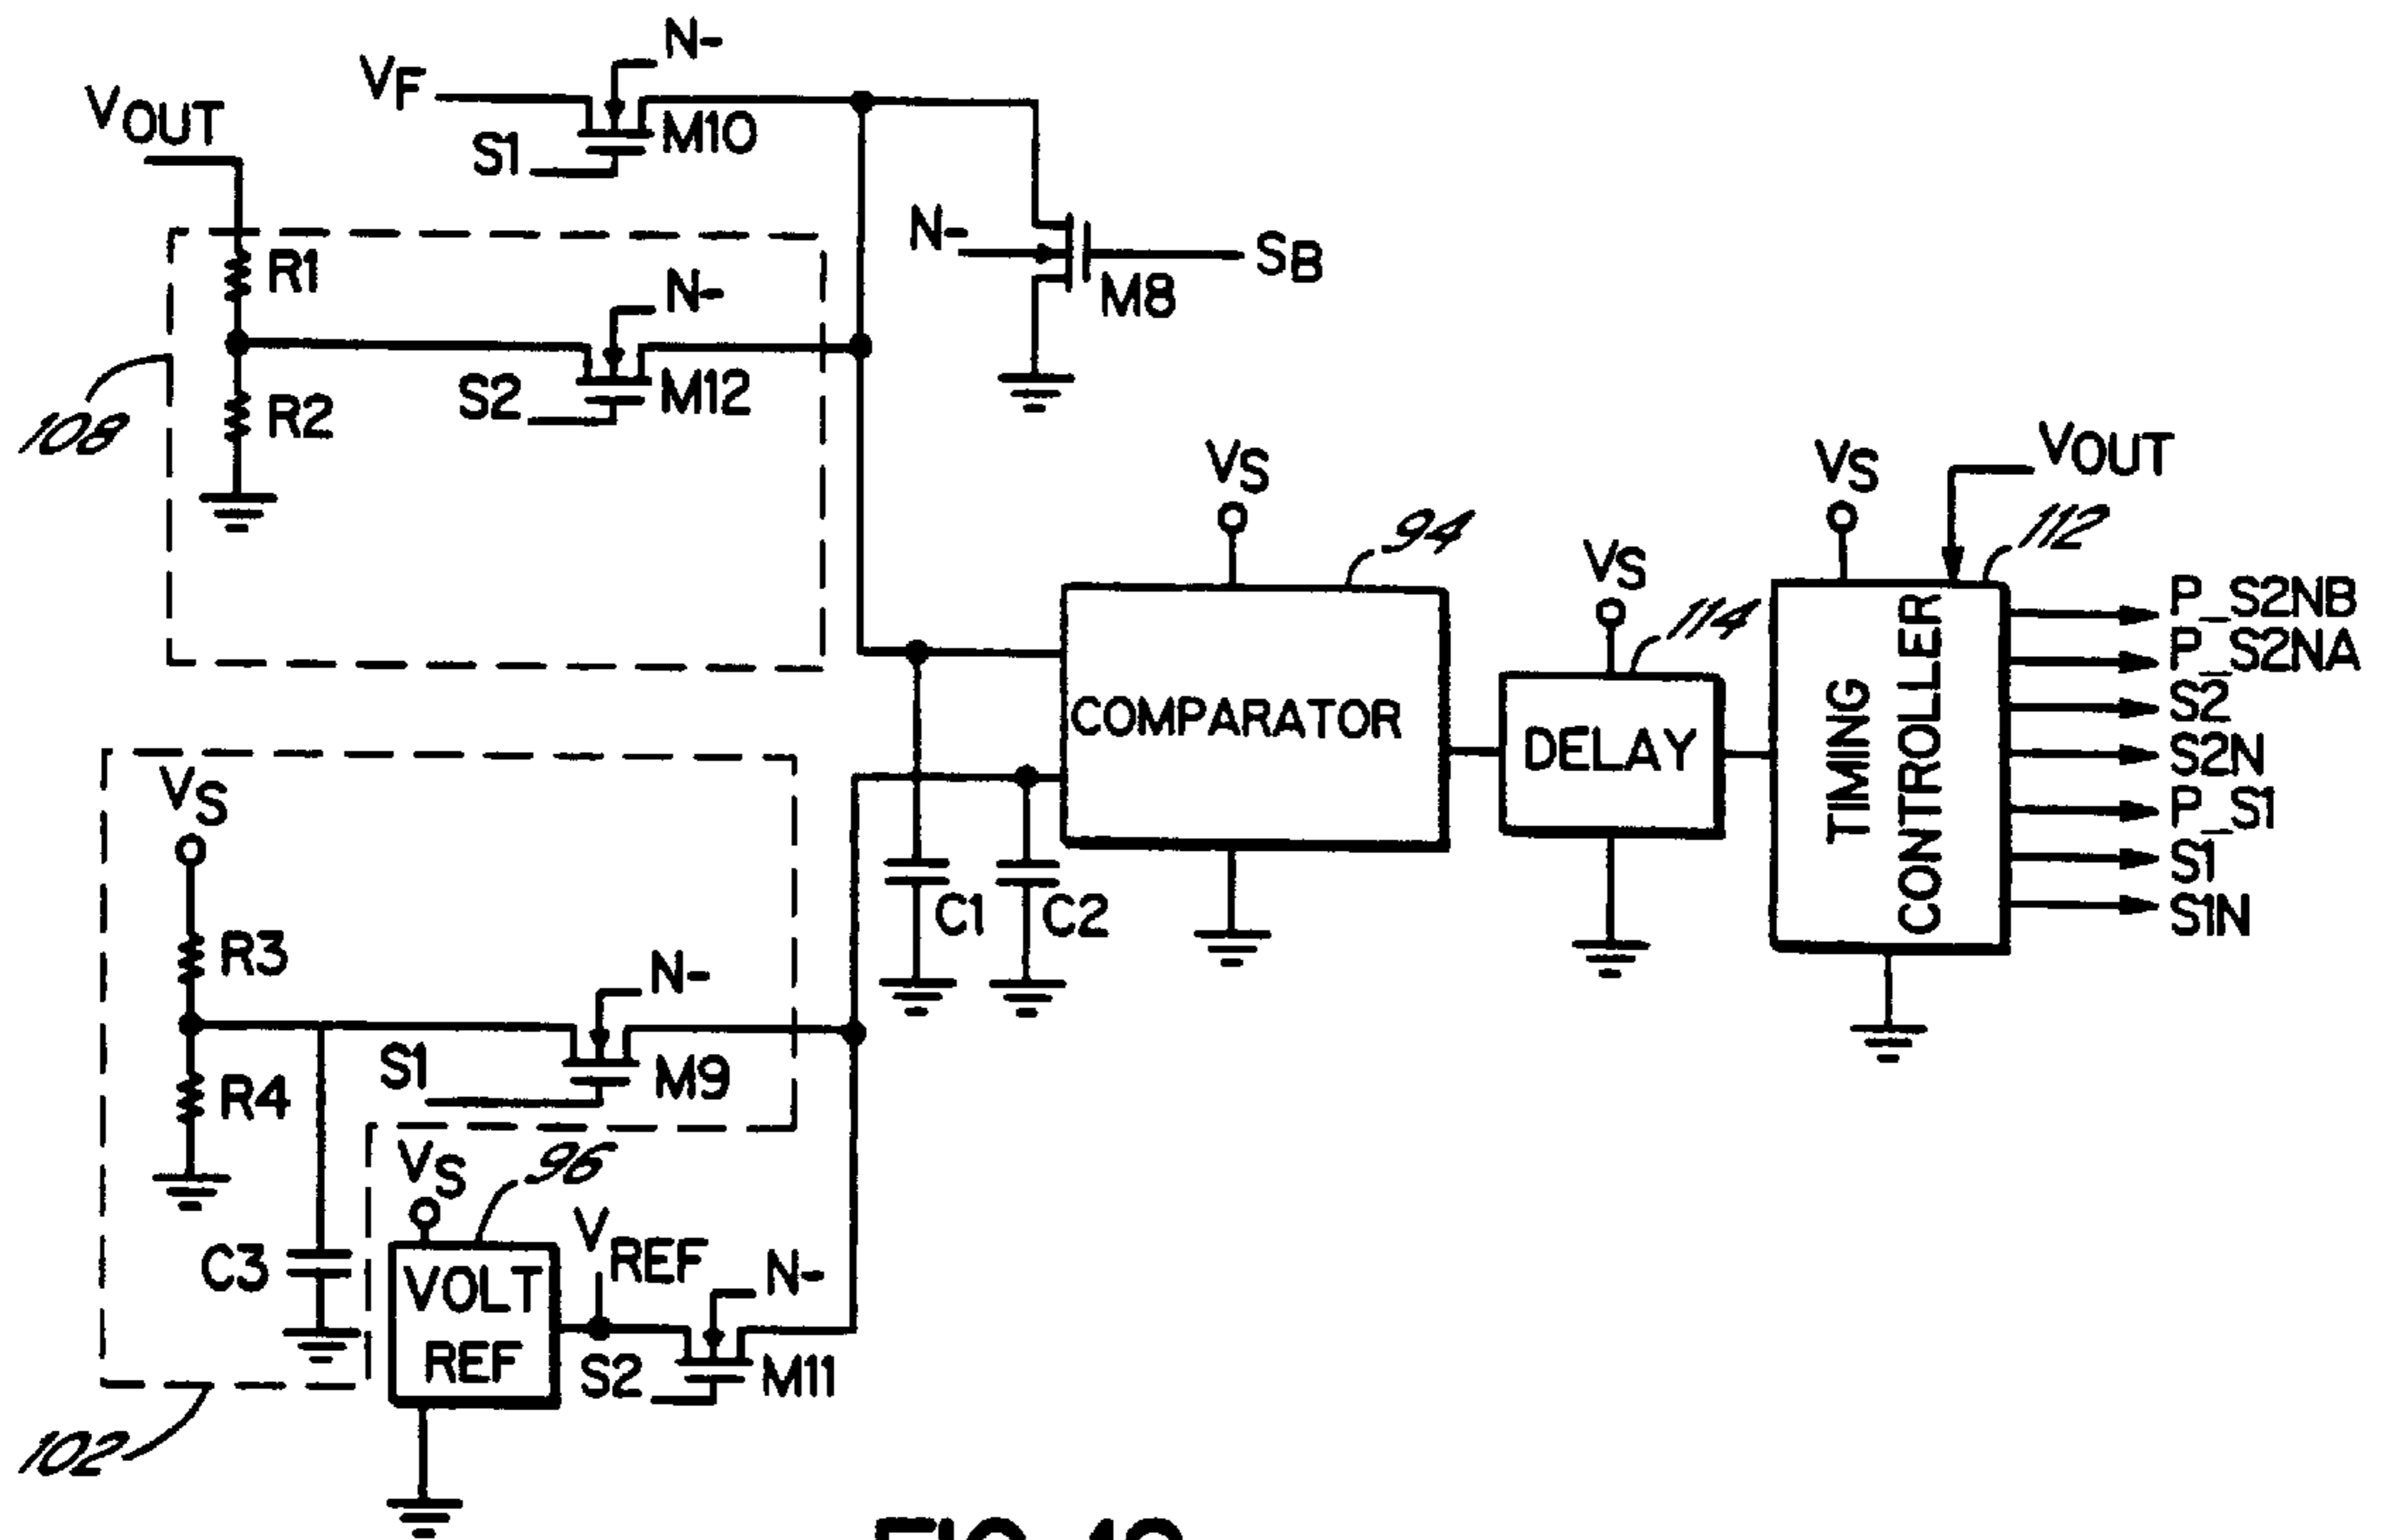 N-
VF
VOUT
M10
S1
N-
SB
M8
R1
N-
S2
M12
R2
108
VS
94
VS
VOUT
112
VS
114
COMPARATOR
DELAY
TIMING
CONTROLLER
P_S2NB
P_S2NA
S2
S2N
P_S1
S1
S1N
VS
C1
C2
R3
N-
S1
M9
R4
VS
96
VREF
N-
C3
VOLT
REF
S2
M11
102